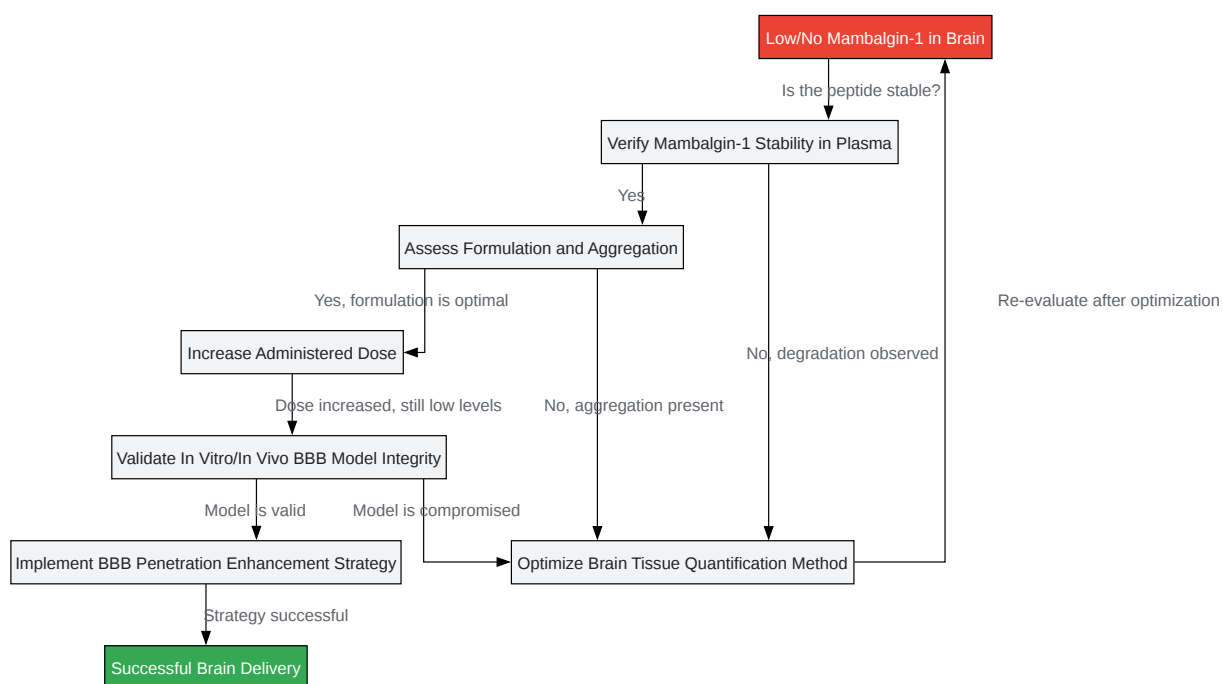 Low/No Mambalgin-1 in Brain
Is the peptide stable?
Verify Mambalgin-1 Stability in Plasma
Yes
Assess Formulation and Aggregation
Yes, formulation is optimal
Re-evaluate after optimization
Increase Administered Dose
No, degradation observed
Dose increased, still low levels
No, aggregation present
Validate In Vitro/In Vivo BBB Model Integrity
Model is valid
Model is compromised
Implement BBB Penetration Enhancement Strategy
Optimize Brain Tissue Quantification Method
Strategy successful
Successful Brain Delivery